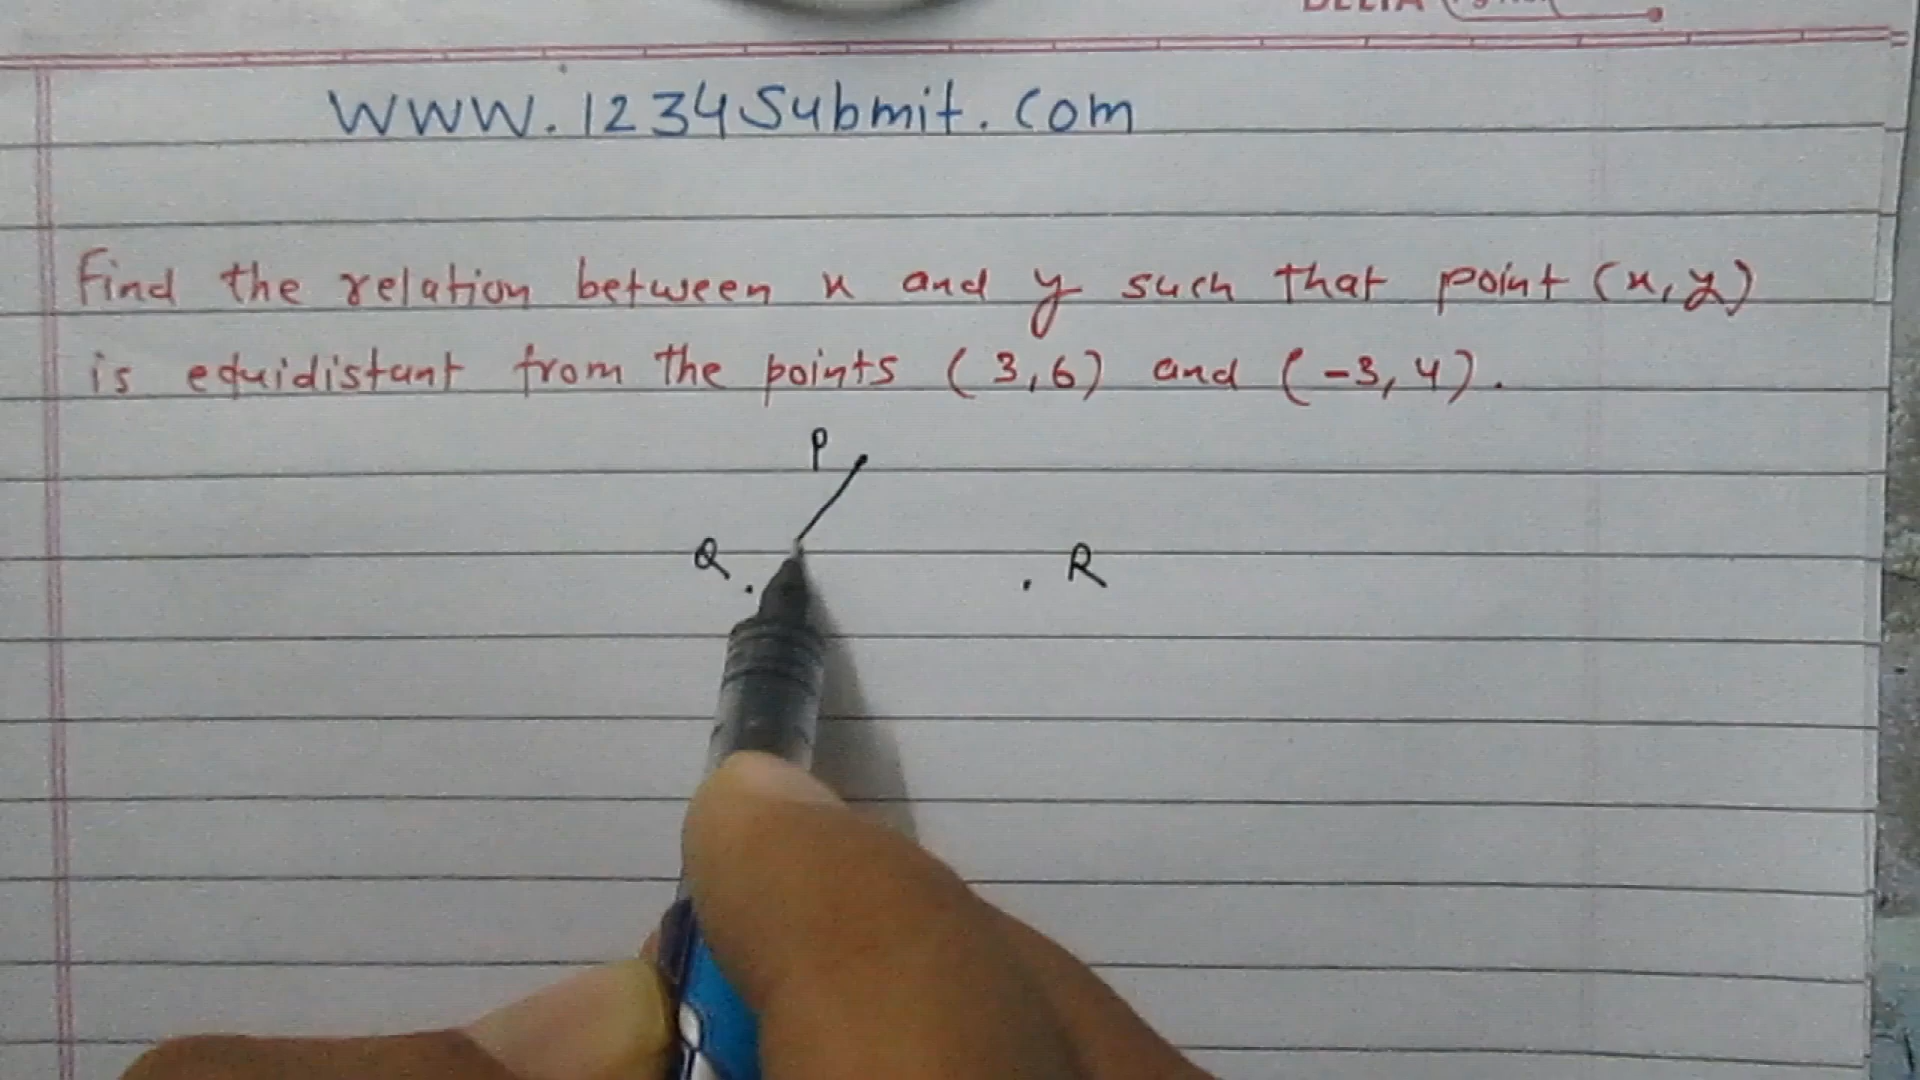 DELTA
WWW.1234Submit.com
Find the relation between x and y such that point (x,y)
is equidistant from the points (3,6) and (-3,4).
P
Q
R